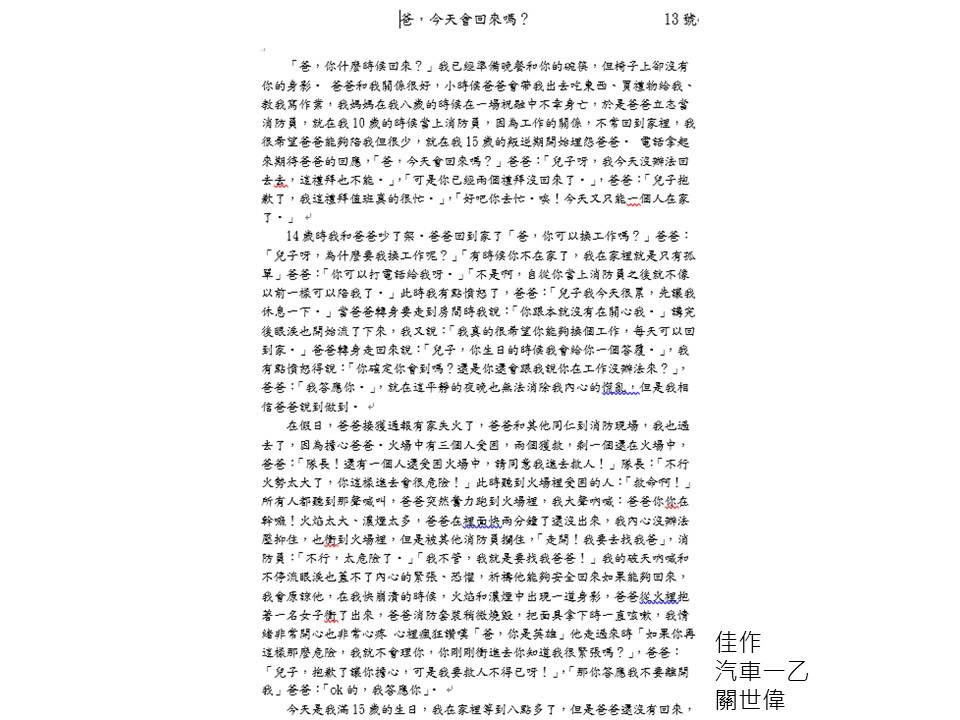 爸，今天會回來嗎？ 13 號
「爸，你什麼時候回來？」我已經準備晚餐和你的碗筷，但椅子上卻沒有
你的身影。 爸爸和我關係很好，小時候爸爸會帶我出去吃東西、買禮物給我、
教我寫作業，我媽媽在我八歲的時候在一場祝融中不幸身亡，於是爸爸立志當
消防員，就在我 10 歲的時候當上消防員，因為工作的關係，不常回到家裡，我
很希望爸爸能夠陪我但很少，就在我 15 歲的叛逆期開始埋怨爸爸。 電話拿起
來期待爸爸的回應，「爸，今天會回來嗎？」爸爸：「兒子呀，我今天沒辦法回
去去，這禮拜也不能。」，「可是你已經兩個禮拜沒回來了。」，爸爸：「兒子抱
歉了，我這禮拜值班真的很忙。」，「好吧你去忙。唉！今天又只能一個人在家
了。」
14 歲時我和爸爸吵了架。爸爸回到家了「爸，你可以換工作嗎？」爸爸：
「兒子呀，為什麼要我換工作呢？」「有時候你不在家了，我在家裡就是只有孤
單」爸爸：「你可以打電話給我呀。」「不是啊，自從你當上消防員之後就不像
以前一樣可以陪我了。」此時我有點憤怒了，爸爸：「兒子我今天很累，先讓我
休息一下。」當爸爸轉身要走到房間時我說：「你跟本就沒有在關心我。」講完
後眼淚也開始流了下來，我又說：「我真的很希望你能夠換個工作，每天可以回
到家。」爸爸轉身走回來說：「兒子，你生日的時候我會給你一個答覆。」，我
有點憤怒得說：「你確定你會到嗎？還是你還會跟我說你在工作沒辦法來？」，
爸爸：「我答應你。」，就在這平靜的夜晚也無法消除我內心的慌亂，但是我相
信爸爸說到做到。
在假日，爸爸接獲通報有家失火了，爸爸和其他同仁到消防現場，我也過
去了，因為擔心爸爸。火場中有三個人受困，兩個獲救，剩一個還在火場中，
爸爸：「隊長！還有一個人還受困火場中，請同意我進去救人！」隊長：「不行
火勢太大了，你這樣進去會很危險！」此時聽到火場裡受困的人：「救命啊！」
所有人都聽到那聲喊叫，爸爸突然奮力跑到火場裡，我大聲吶喊：爸爸你你在
幹嘛！火焰太大、濃煙太多，爸爸在裡面快兩分鐘了還沒出來，我內心沒辦法
壓抑住，也衝到火場裡，但是被其他消防員攔住，「走開！我要去找我爸」，消
防員：「不行，太危險了。」「我不管，我就是要找我爸爸！」我的破天吶喊和
不停流眼淚也蓋不了內心的緊張、恐懼，祈禱他能夠安全回來如果能夠回來，
我會原諒他，在我快崩潰的時候，火焰和濃煙中出現一道身影，爸爸從火裡抱
著一名女子衝了出來，爸爸消防套裝稍微燒毀，把面具拿下時一直咳嗽，我情
緒非常開心也非常心疼 心裡瘋狂讚嘆「爸，你是英雄」他走過來時「如果你再
這樣那麼危險，我就不會理你，你剛剛衝進去你知道我很緊張嗎？」，爸爸：
「兒子，抱歉了讓你擔心，可是我要救人不得已呀！」，「那你答應我不要離開
我」爸爸：「ok 的，我答應你」。
今天是我滿 15 歲的生日，我在家裡等到八點多了，但是爸爸還沒有回來，
佳作
汽車一乙
關世偉